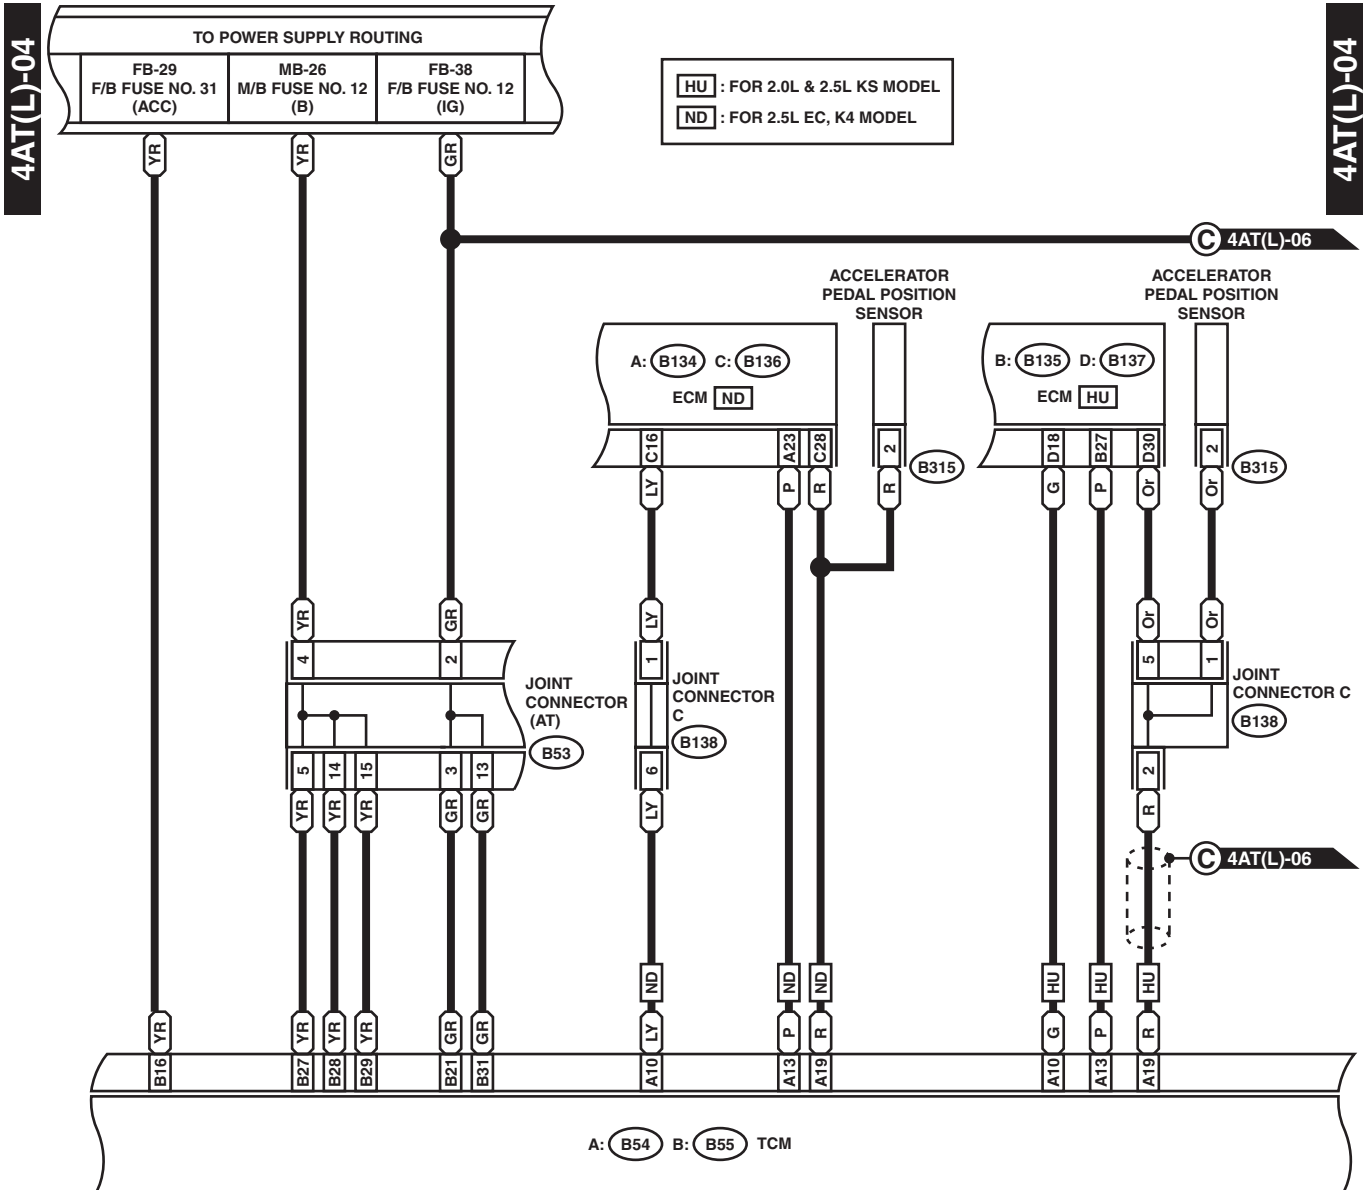 4AT(L)-04
4AT(L)-04
TO POWER SUPPLY ROUTING
FB-29
F/B FUSE NO. 31
(ACC)
MB-26
M/B FUSE NO. 12
(B)
FB-38
F/B FUSE NO. 12
(IG)
HU : FOR 2.0L & 2.5L KS MODEL
ND : FOR 2.5L EC, K4 MODEL
YR
YR
GR
C 4AT(L)-06
ACCELERATOR
PEDAL POSITION
SENSOR
ACCELERATOR
PEDAL POSITION
SENSOR
A: B134 C: B136
ECM ND
B: B135 D: B137
ECM HU
C16
A23
C28
2
B315
D18
B27
D30
2
B315
LY
P
R
R
G
P
Or
Or
YR
GR
LY
Or
Or
4
2
1
5
1
JOINT
CONNECTOR
(AT)
B53
JOINT
CONNECTOR
C
B138
JOINT
CONNECTOR C
B138
5
14
15
3
13
6
2
YR
YR
YR
GR
GR
LY
R
C 4AT(L)-06
ND
ND
ND
HU
HU
HU
YR
YR
YR
YR
GR
GR
LY
P
R
G
P
R
B16
B27
B28
B29
B21
B31
A10
A13
A19
A10
A13
A19
A: B54 B: B55 TCM